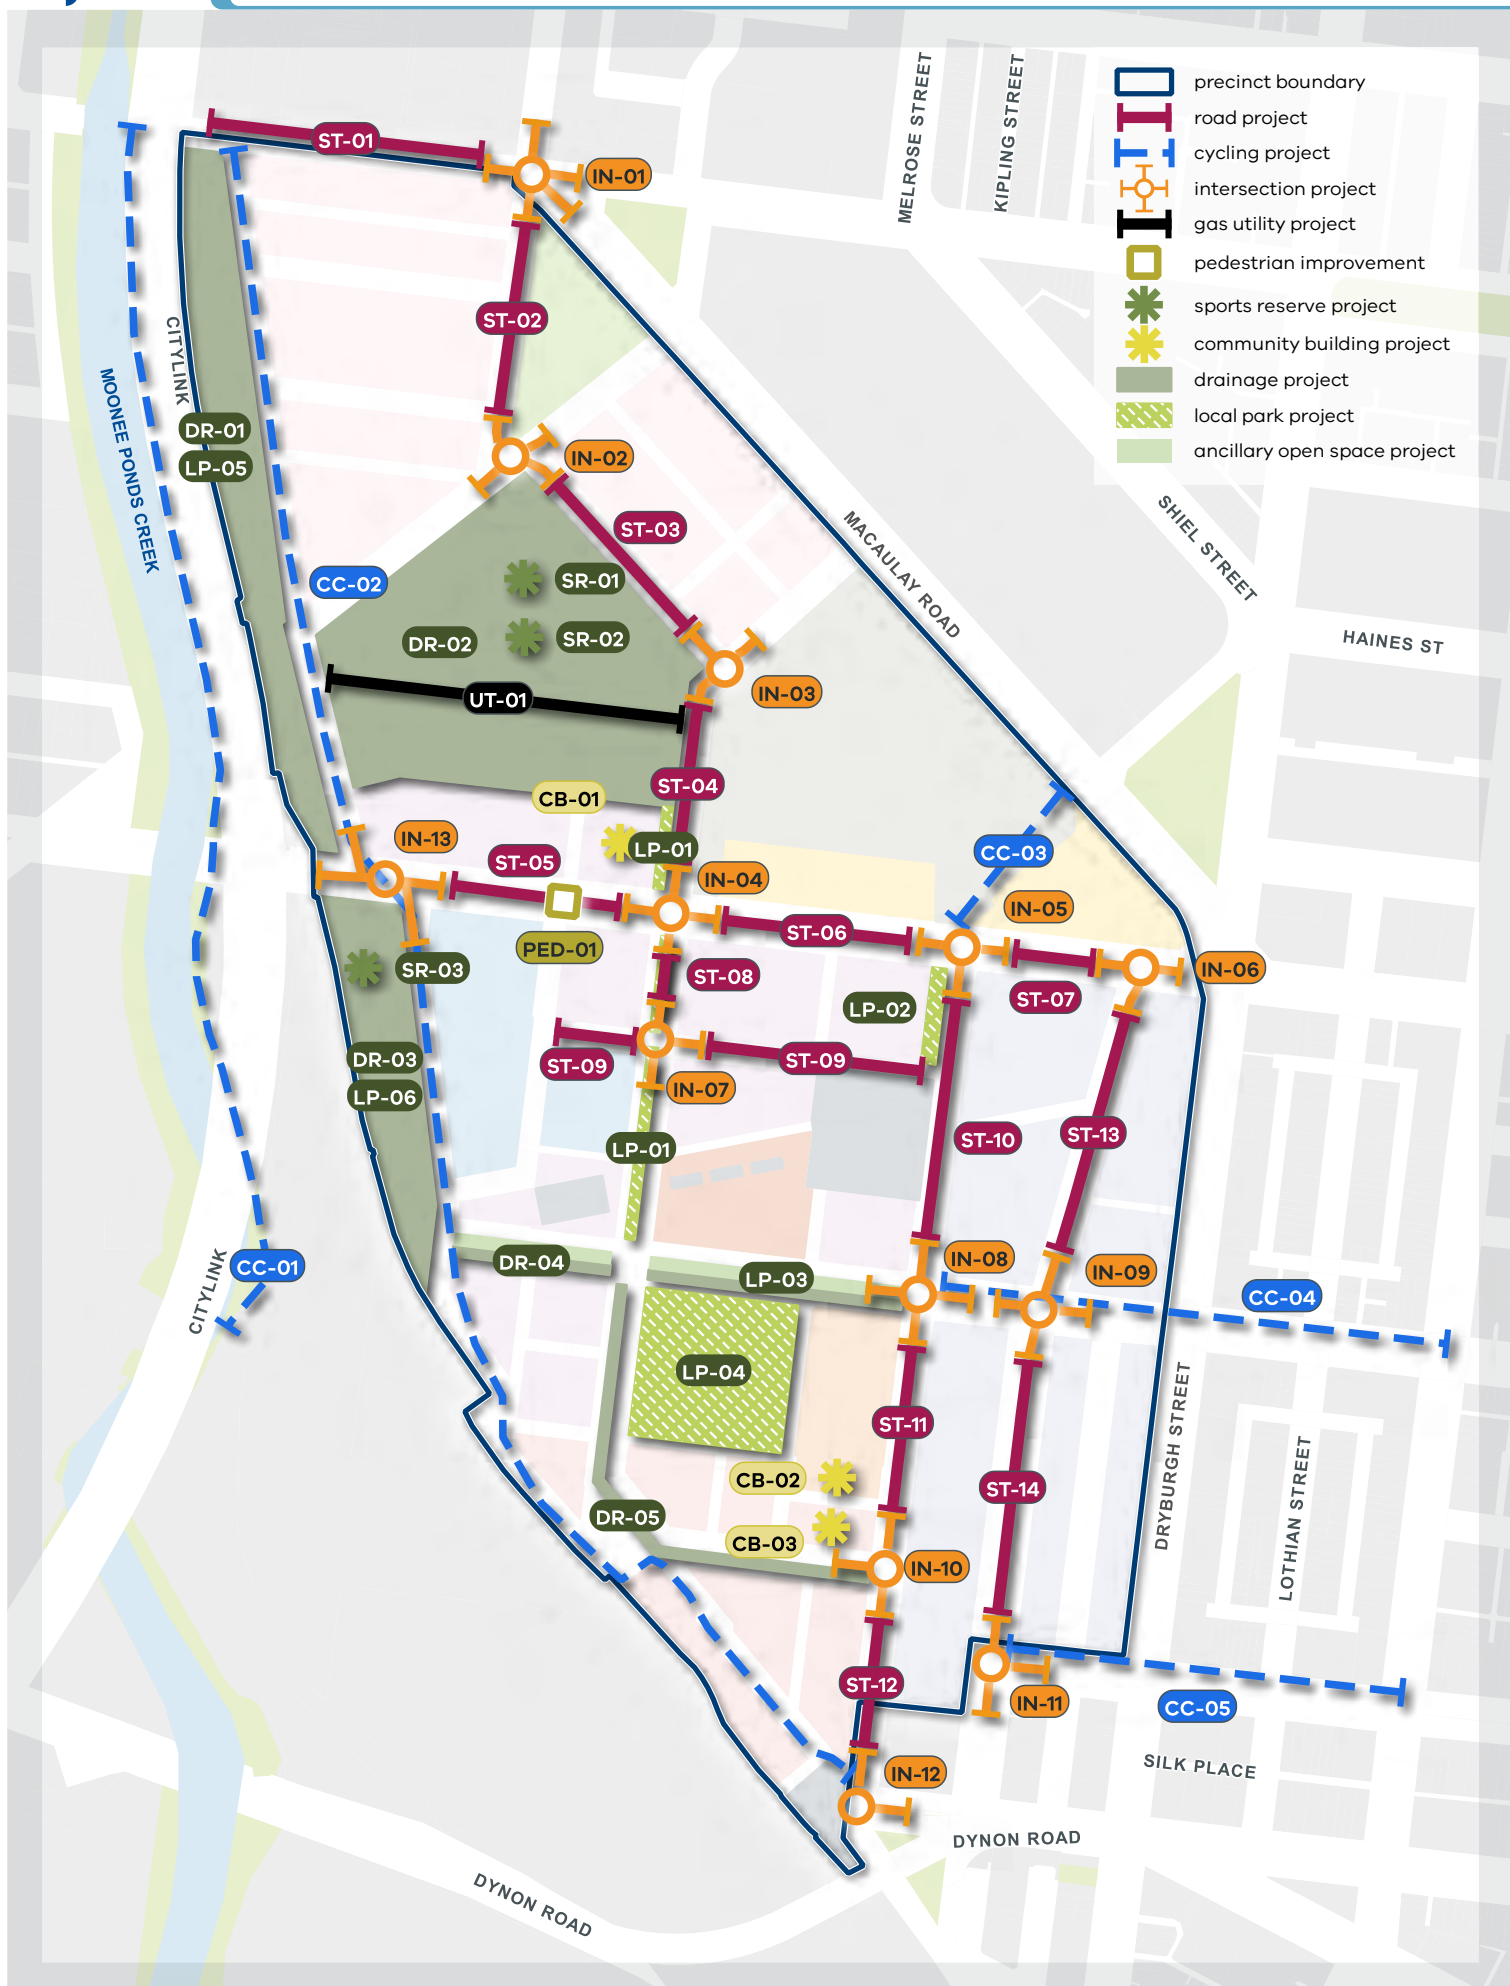 precinct boundary
road project
cycling project
intersection project
gas utility project
pedestrian improvement
sports reserve project
community building project
drainage project
local park project
ancillary open space project
MELROSE STREET
KIPLING STREET
ST-01
IN-01
ST-02
CITYLINK
MOONEE PONDS CREEK
DR-01
LP-05
IN-02
ST-03
MACAULAY ROAD
SHIEL STREET
HAINES ST
CC-02
SR-01
DR-02
SR-02
UT-01
IN-03
ST-04
CB-01
IN-13
LP-01
ST-05
IN-04
CC-03
IN-05
PED-01
ST-06
SR-03
ST-08
IN-06
LP-02
ST-07
DR-03
ST-09
ST-09
IN-07
LP-06
LP-01
ST-10
ST-13
DR-04
LP-03
IN-08
IN-09
CC-01
CITYLINK
CC-04
LP-04
ST-11
DRYBURGH STREET
LOTHIAN STREET
CB-02
ST-14
DR-05
CB-03
IN-10
ST-12
IN-11
CC-05
SILK PLACE
IN-12
DYNON ROAD
DYNON ROAD